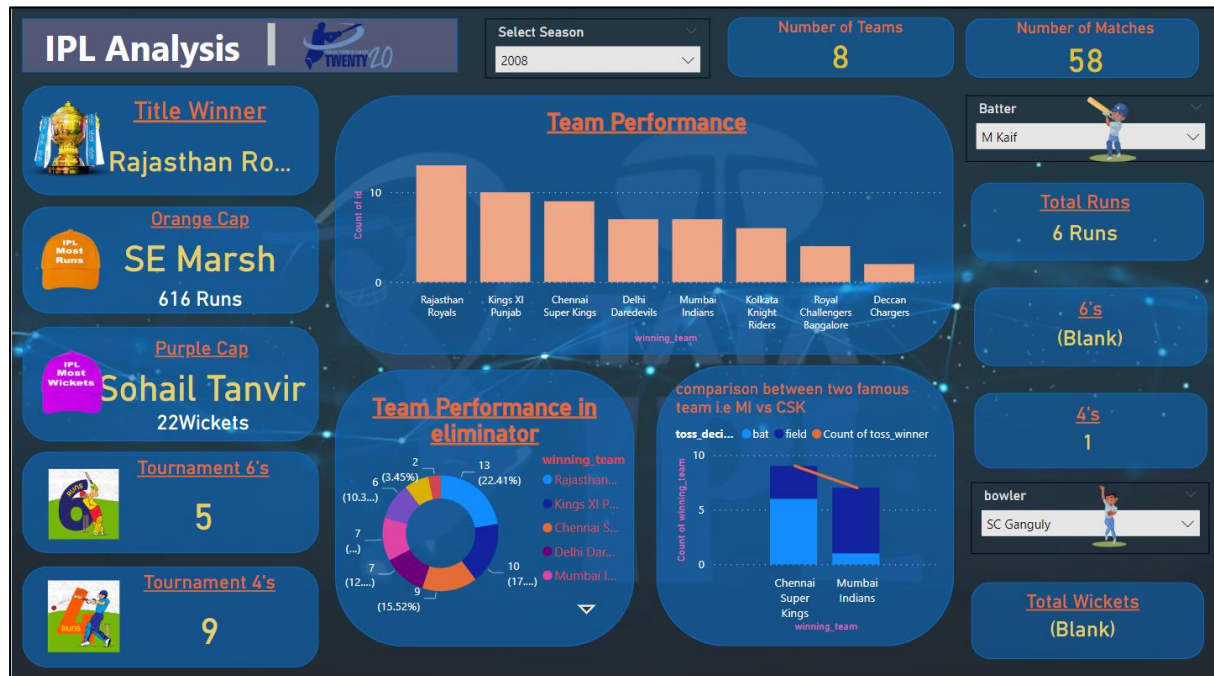 IPL Analysis
TWENTY20
Select Season
2008
Number of Teams
8
Number of Matches
58
Title Winner
Rajasthan Ro...
Orange Cap
IPL
Most
Runs
SE Marsh
616 Runs
Purple Cap
IPL
Most
Wickets
Sohail Tanvir
22Wickets
Tournament 6's
RUNS
6
5
Tournament 4's
4
RUNS
9
Team Performance
Count of id
10
0
Rajasthan
Royals
Kings XI
Punjab
Chennai
Super Kings
Delhi
Daredevils
Mumbai
Indians
Kolkata
Knight
Riders
Royal
Challengers
Bangalore
Deccan
Chargers
winning_team
TATA
IPL
Team Performance in
eliminator
2
(3.45%)
13
(22.41%)
6
(10.3...)
7
(...)
7
(12....)
9
(15.52%)
10
(17....)
winning_team
Rajasthan...
Kings XI P...
Chennai S...
Delhi Dar...
Mumbai I...
comparison between two famous
team i.e MI vs CSK
toss_deci... bat field Count of toss_winner
Count of winning_team
10
5
0
Chennai
Super
Kings
Mumbai
Indians
winning_team
Batter
M Kaif
Total Runs
6 Runs
6's
(Blank)
4's
1
bowler
SC Ganguly
Total Wickets
(Blank)